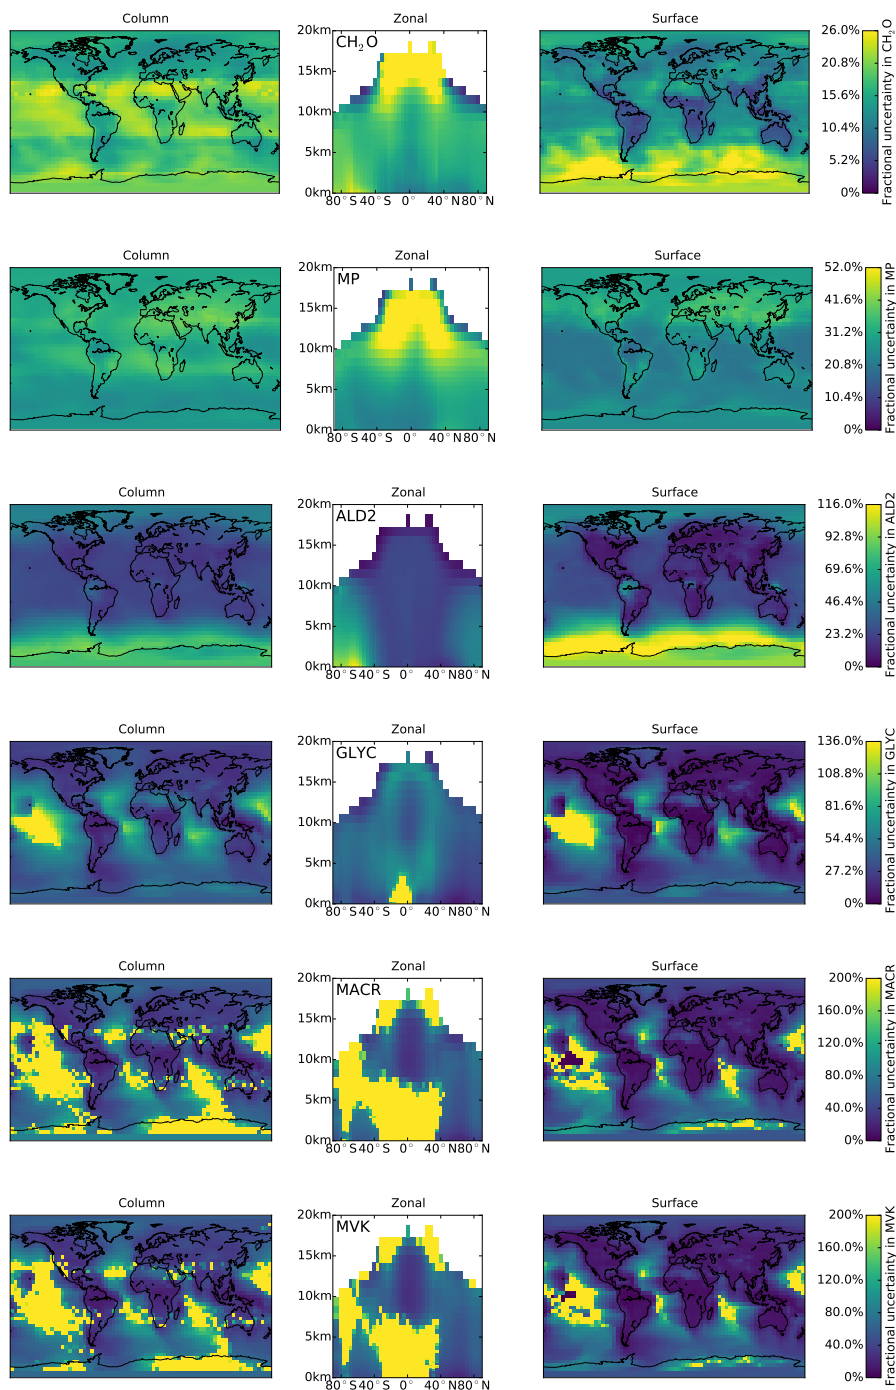 Column Zonal Surface
20km CH₂O 26.0%
15km 20.8%
10km 15.6%
5km 10.4%
0km 5.2%
80°S 40°S 0° 40°N 80°N 0%
Fractional uncertainty in CH₂O
Column Zonal Surface
20km MP 52.0%
15km 41.6%
10km 31.2%
5km 20.8%
0km 10.4%
80°S 40°S 0° 40°N 80°N 0%
Fractional uncertainty in MP
Column Zonal Surface
20km ALD2 116.0%
15km 92.8%
10km 69.6%
5km 46.4%
0km 23.2%
80°S 40°S 0° 40°N 80°N 0%
Fractional uncertainty in ALD2
Column Zonal Surface
20km GLYC 136.0%
15km 108.8%
10km 81.6%
5km 54.4%
0km 27.2%
80°S 40°S 0° 40°N 80°N 0%
Fractional uncertainty in GLYC
Column Zonal Surface
20km MACR 200%
15km 160.0%
10km 120.0%
5km 80.0%
0km 40.0%
80°S 40°S 0° 40°N 80°N 0%
Fractional uncertainty in MACR
Column Zonal Surface
20km MVK 200%
15km 160.0%
10km 120.0%
5km 80.0%
0km 40.0%
80°S 40°S 0° 40°N 80°N 0%
Fractional uncertainty in MVK